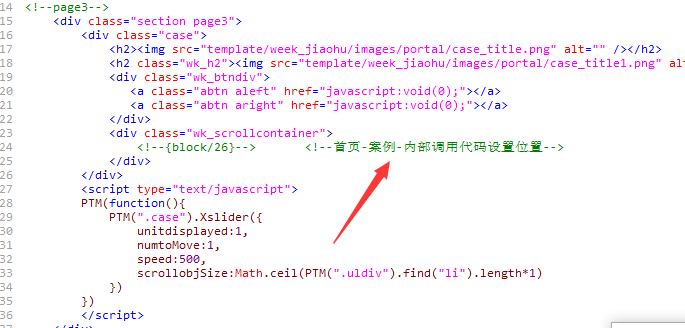 14 <!--page3-->
15 <div class="section page3">
16 <div class="case">
17 <h2><img src="template/week_jiaohu/images/portal/case_title.png" alt="" /></h2>
18 <h2 class="wk_h2"><img src="template/week_jiaohu/images/portal/case_title1.png" alt
19 <div class="wk_btndiv">
20 <a class="abtn aleft" href="javascript:void(0);"></a>
21 <a class="abtn aright" href="javascript:void(0);"></a>
22 </div>
23 <div class="wk_scrollcontainer">
24 <!--{block/26}--> <!--首页-案例-内部调用代码设置位置-->
25 </div>
26 </div>
27 <script type="text/javascript">
28 PTM(function(){
29 PTM(".case").Xslider({
30 unitdisplayed:1,
31 numtoMove:1,
32 speed:500,
33 scrollobjSize:Math.ceil(PTM(".uldiv").find("li").length*1)
34 })
35 })
36 </script>
37 </div>